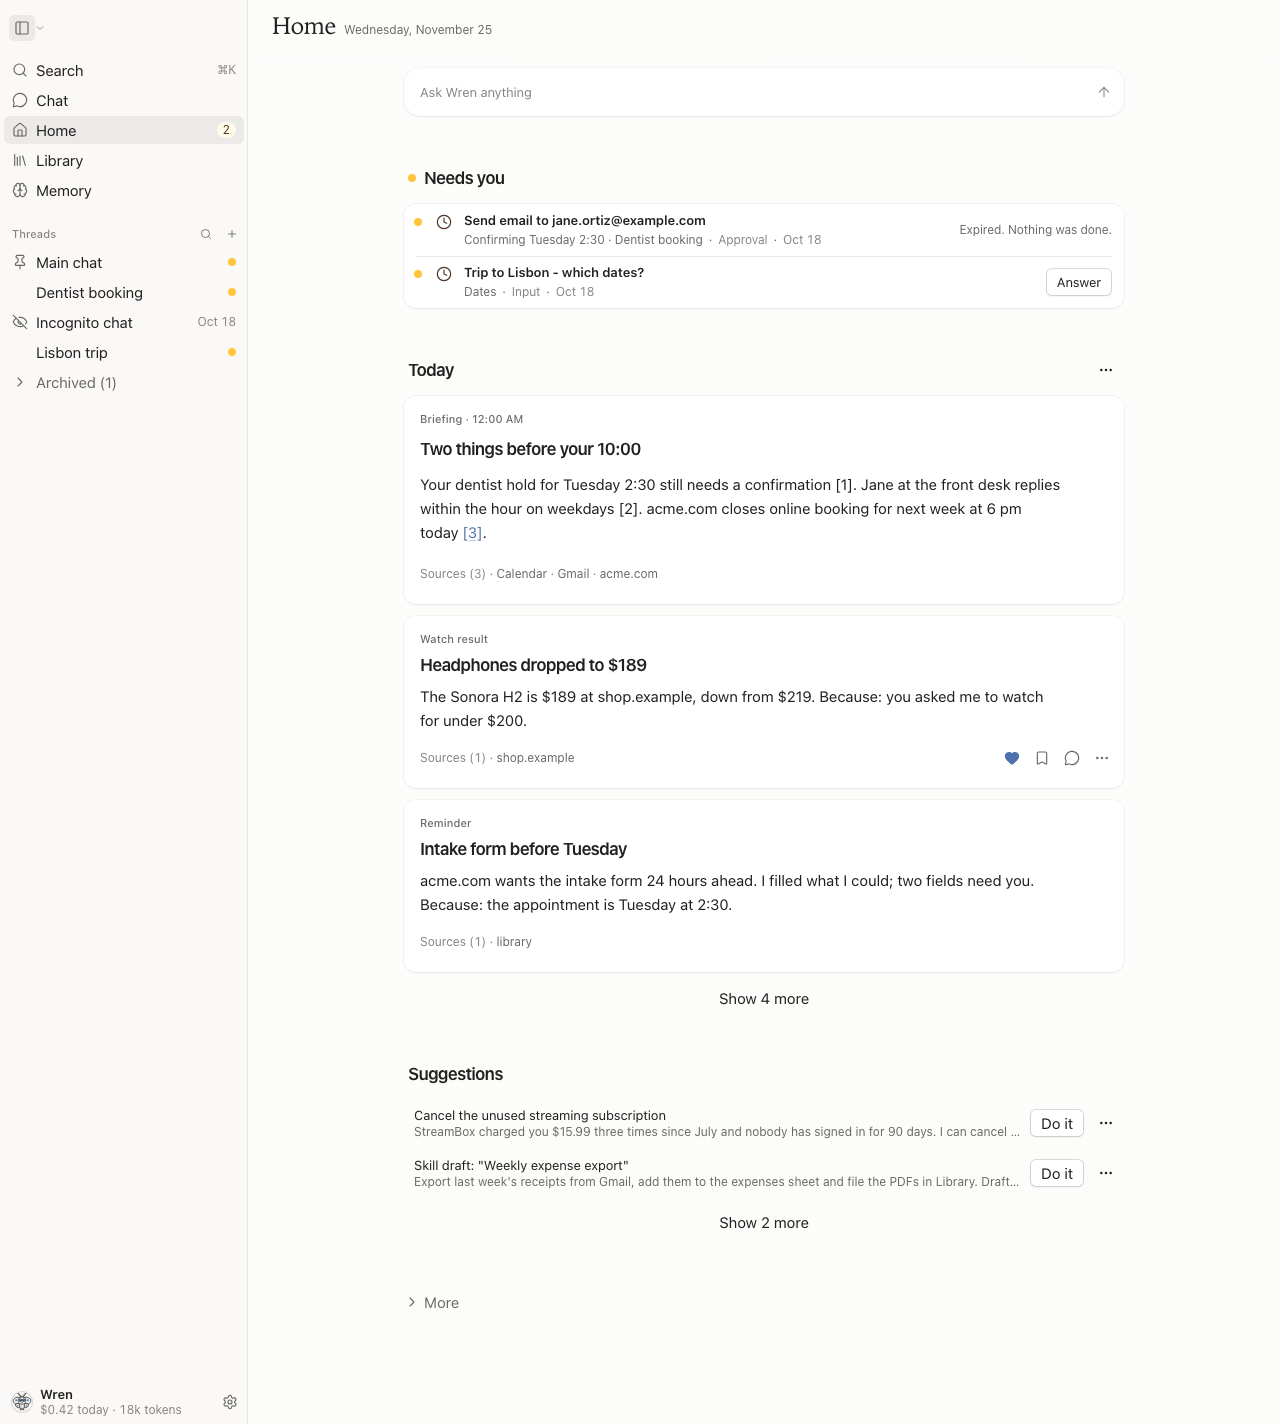 Home Wednesday, November 25
Search ⌘K
Chat
Home 2
Library
Memory
Threads
Main chat
Dentist booking
Incognito chat Oct 18
Lisbon trip
Archived (1)
Wren
$0.42 today · 18k tokens
Ask Wren anything
Needs you
Send email to jane.ortiz@example.com
Confirming Tuesday 2:30 · Dentist booking · Approval · Oct 18
Expired. Nothing was done.
Trip to Lisbon - which dates?
Dates · Input · Oct 18
Answer
Today
Briefing · 12:00 AM
Two things before your 10:00
Your dentist hold for Tuesday 2:30 still needs a confirmation [1]. Jane at the front desk replies
within the hour on weekdays [2]. acme.com closes online booking for next week at 6 pm
today [3].
Sources (3) · Calendar · Gmail · acme.com
Watch result
Headphones dropped to $189
The Sonora H2 is $189 at shop.example, down from $219. Because: you asked me to watch
for under $200.
Sources (1) · shop.example
Reminder
Intake form before Tuesday
acme.com wants the intake form 24 hours ahead. I filled what I could; two fields need you.
Because: the appointment is Tuesday at 2:30.
Sources (1) · library
Show 4 more
Suggestions
Cancel the unused streaming subscription
StreamBox charged you $15.99 three times since July and nobody has signed in for 90 days. I can cancel ...
Do it
Skill draft: "Weekly expense export"
Export last week's receipts from Gmail, add them to the expenses sheet and file the PDFs in Library. Draft...
Do it
Show 2 more
More